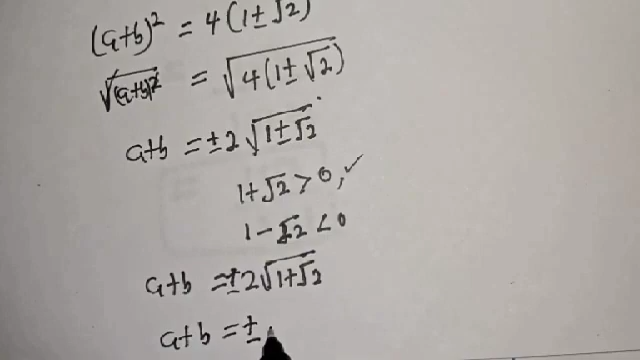 (a+b)² = 4(1±√2)
√(a+b)² = √4(1±√2)
a+b = ±2√1±√2
1+√2 > 0, ✓
1-√2 < 0
a+b = ±2√1+√2
a+b = ±